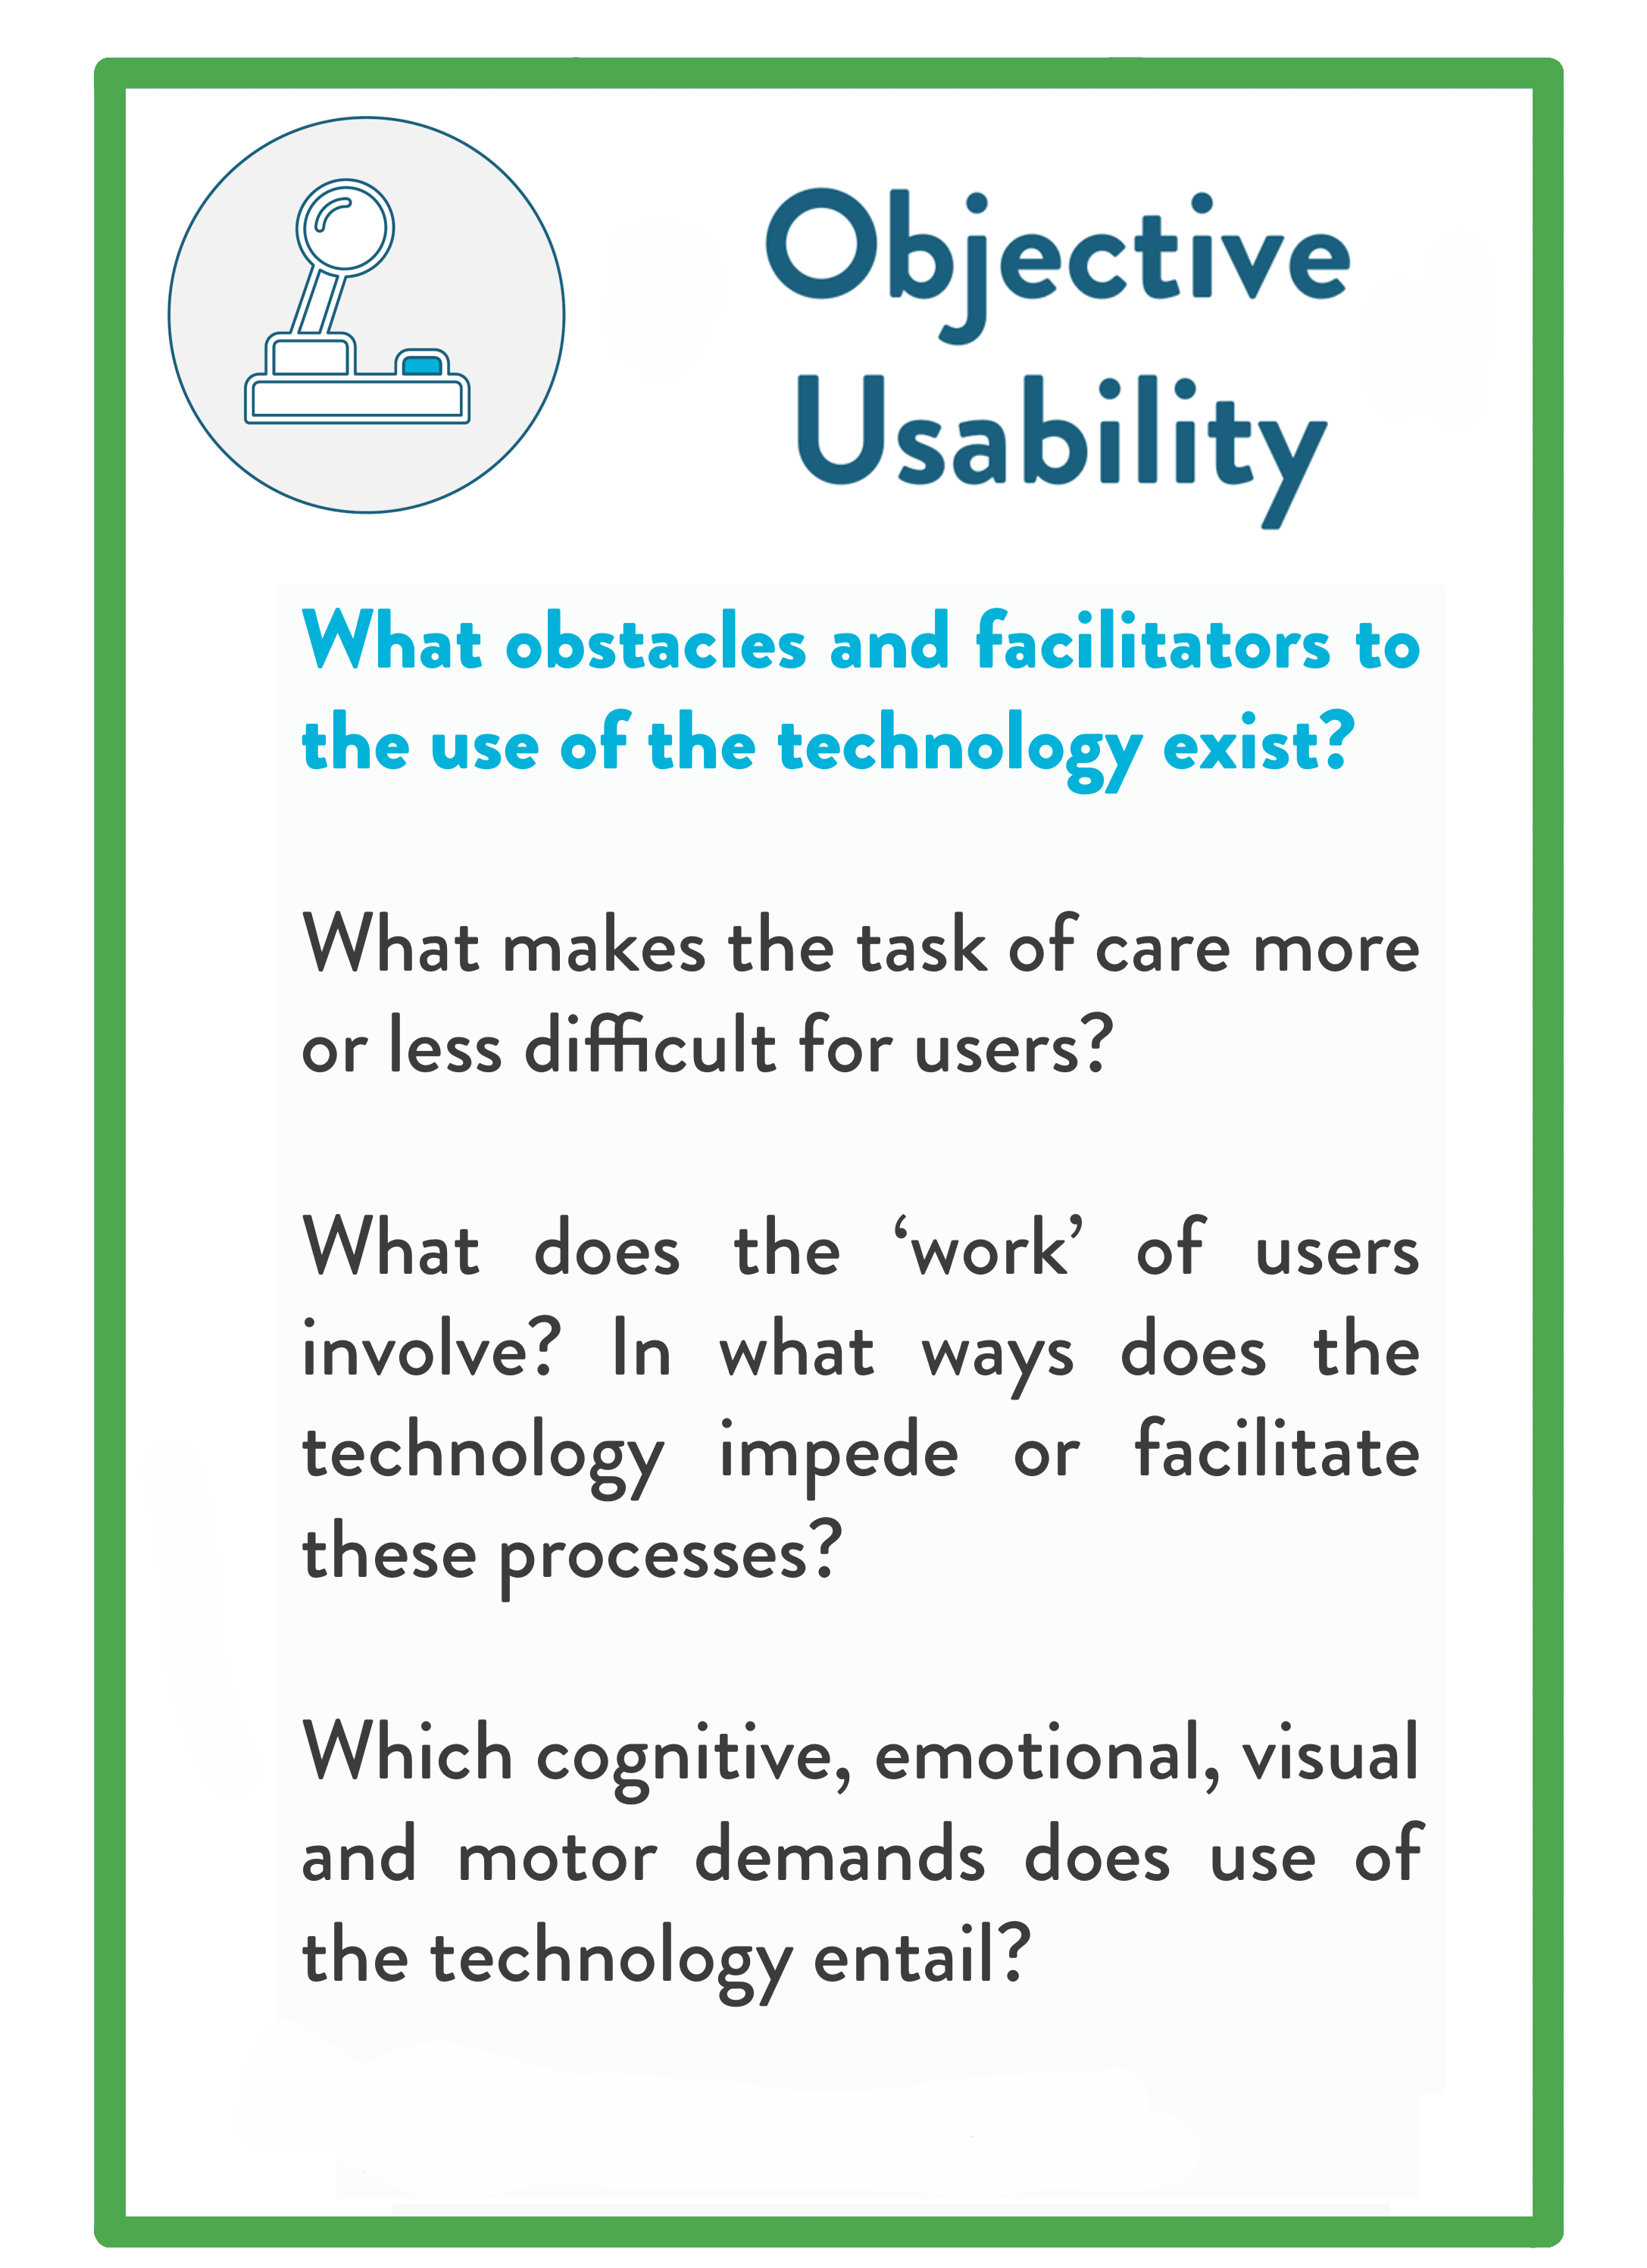 Objective
Usability
What obstacles and facilitators to
the use of the technology exist?
What makes the task of care more
or less difficult for users?
What does the ‘work’ of users
involve? In what ways does the
technology impede or facilitate
these processes?
Which cognitive, emotional, visual
and motor demands does use of
the technology entail?